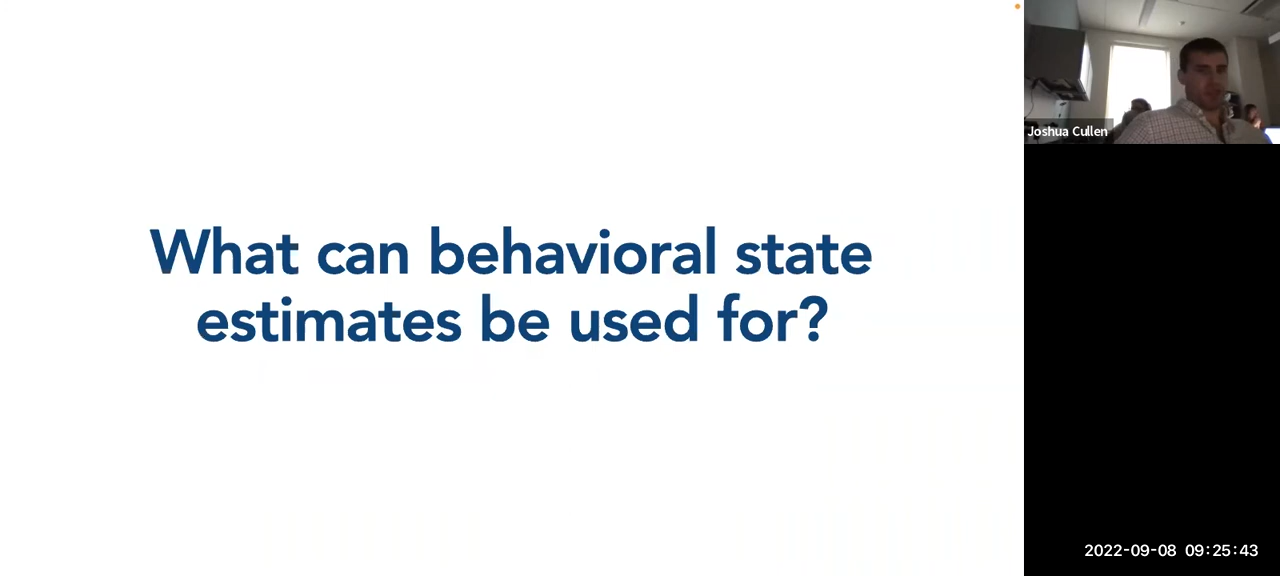 What can behavioral state
estimates be used for?
Joshua Cullen
2022-09-08 09:25:43